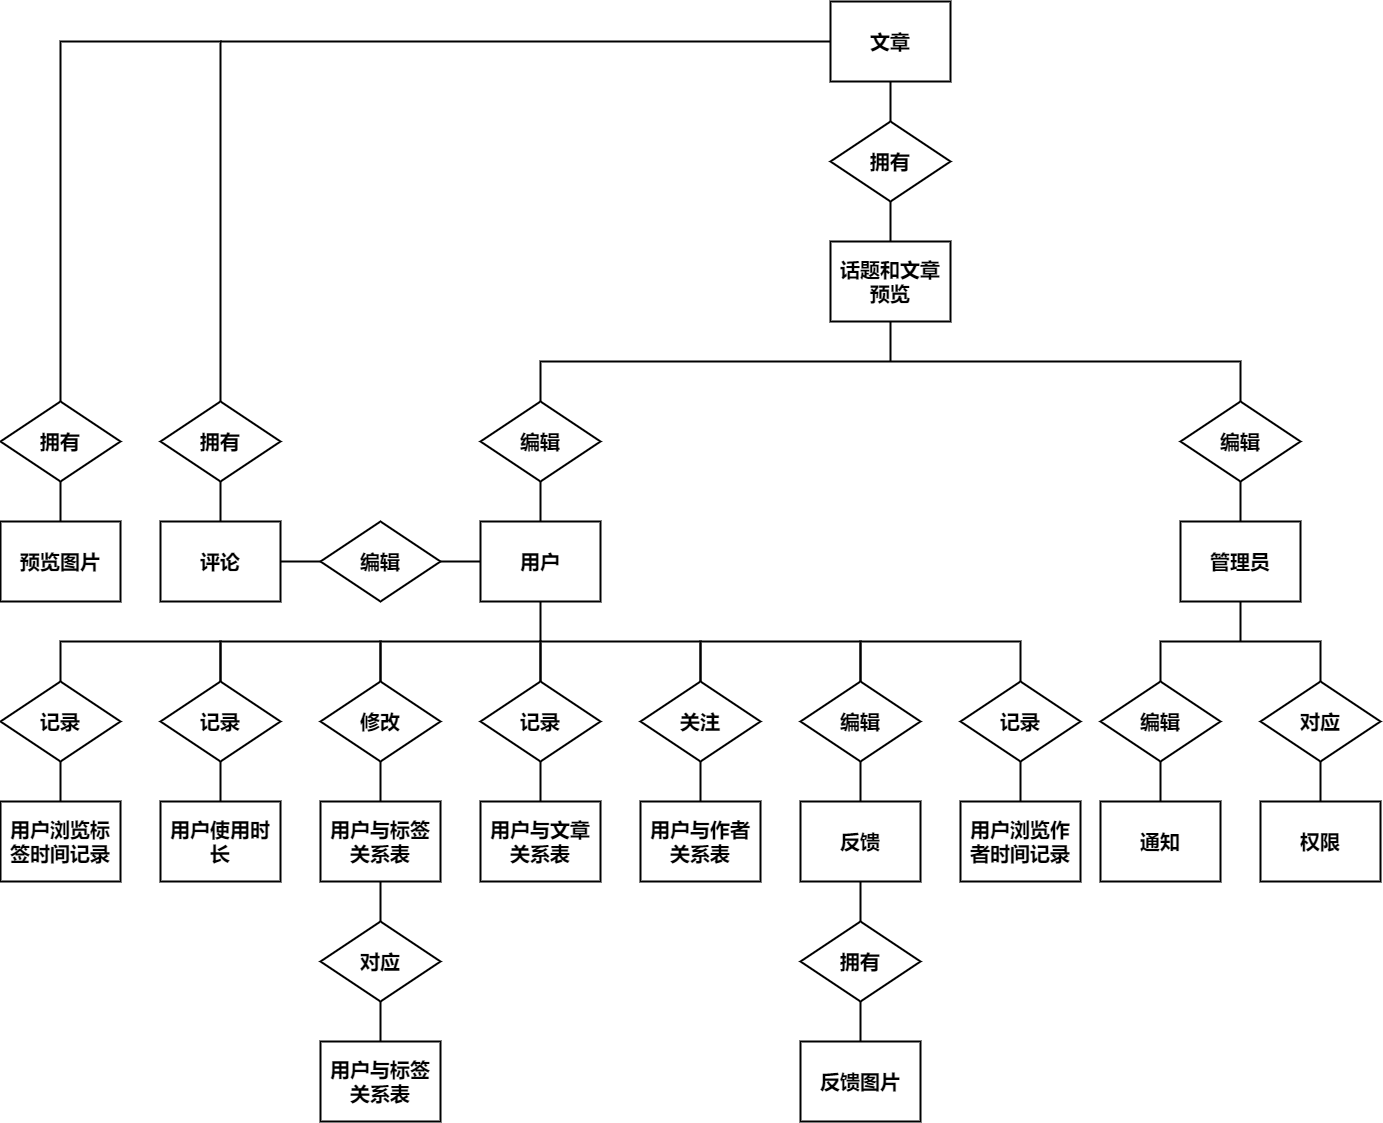 文章
拥有
话题和文章
预览
拥有
拥有
编辑
编辑
预览图片
评论
编辑
用户
管理员
记录
记录
修改
记录
关注
编辑
记录
编辑
对应
用户浏览标
签时间记录
用户使用时
长
用户与标签
关系表
用户与文章
关系表
用户与作者
关系表
反馈
用户浏览作
者时间记录
通知
权限
对应
拥有
用户与标签
关系表
反馈图片